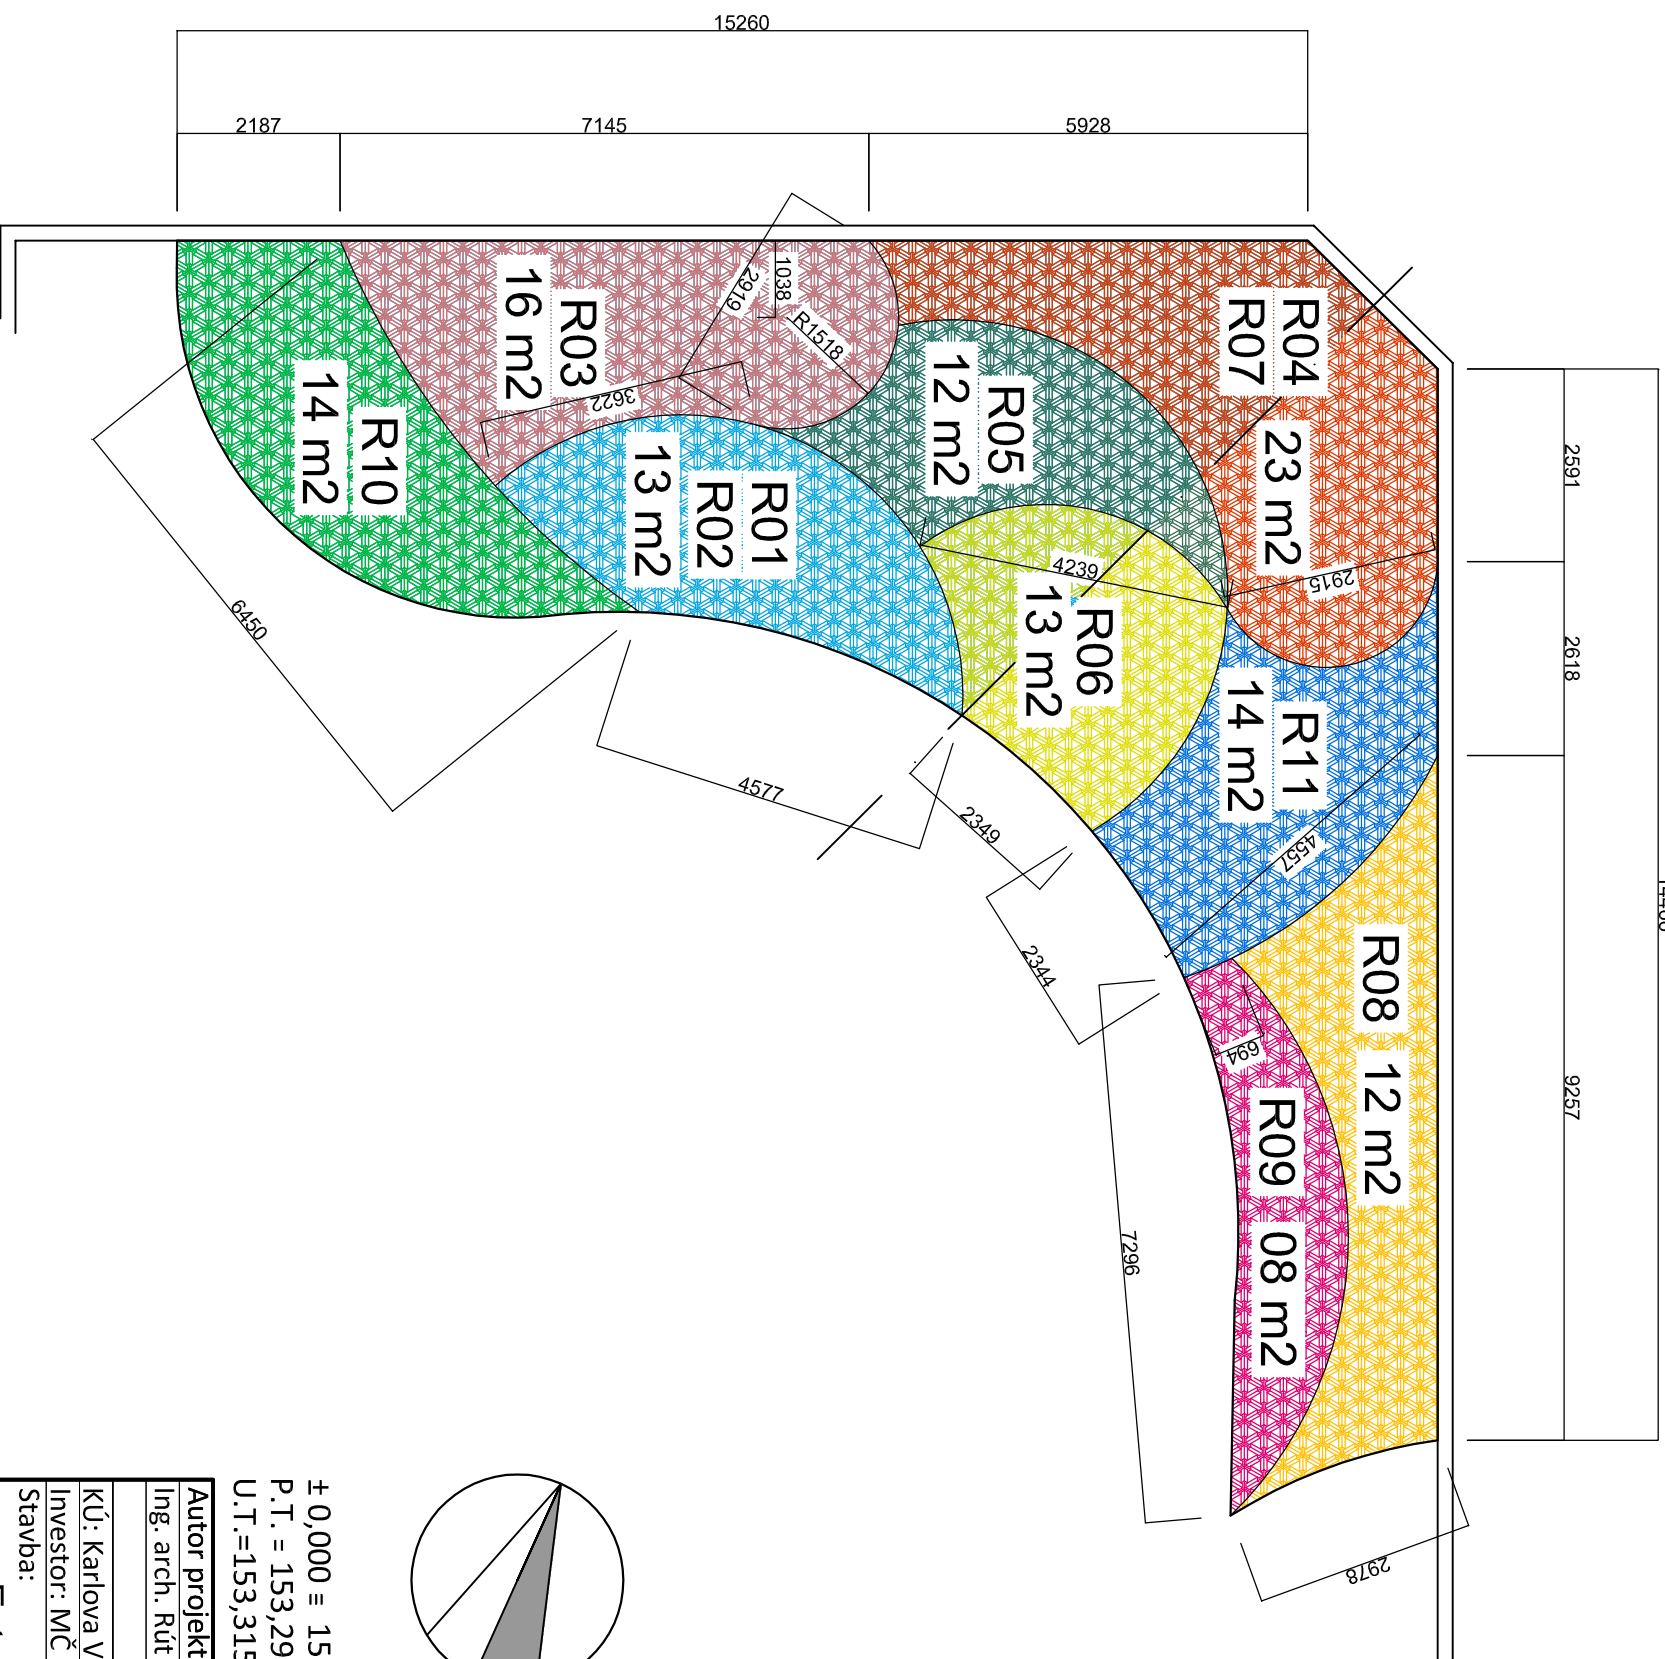 15260
2187
7145
5928
R04
R07
23 m2
R03
16 m2
1038
2919
R1518
3622
R05
12 m2
R10
14 m2
R01
R02
13 m2
4239
R06
13 m2
2915
2591
2618
R11
14 m2
4557
6450
4577
2349
2344
R08 12 m2
694
R09 08 m2
9257
7296
2978
± 0,000 = 15
P.T. = 153,29
U.T.=153,315
Autor projekt
Ing. arch. Rút
KÚ: Karlova V
Investor: MČ
Stavba: